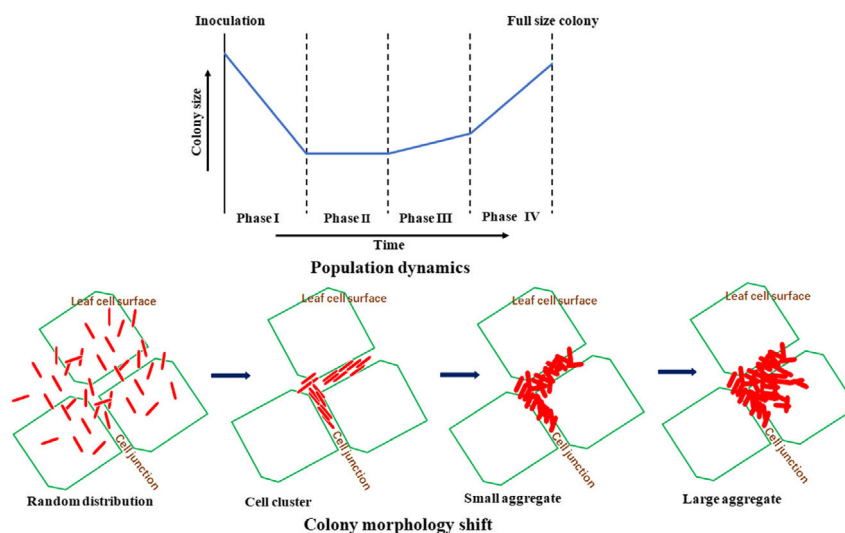 Inoculation
Full size colony
Colony size
Phase I
Phase II
Phase III
Phase IV
Time
Population dynamics
Leaf cell surface
Leaf cell surface
Leaf cell surface
Leaf cell surface
Cell junction
Cell junction
Cell junction
Cell junction
Random distribution
Cell cluster
Small aggregate
Large aggregate
Colony morphology shift